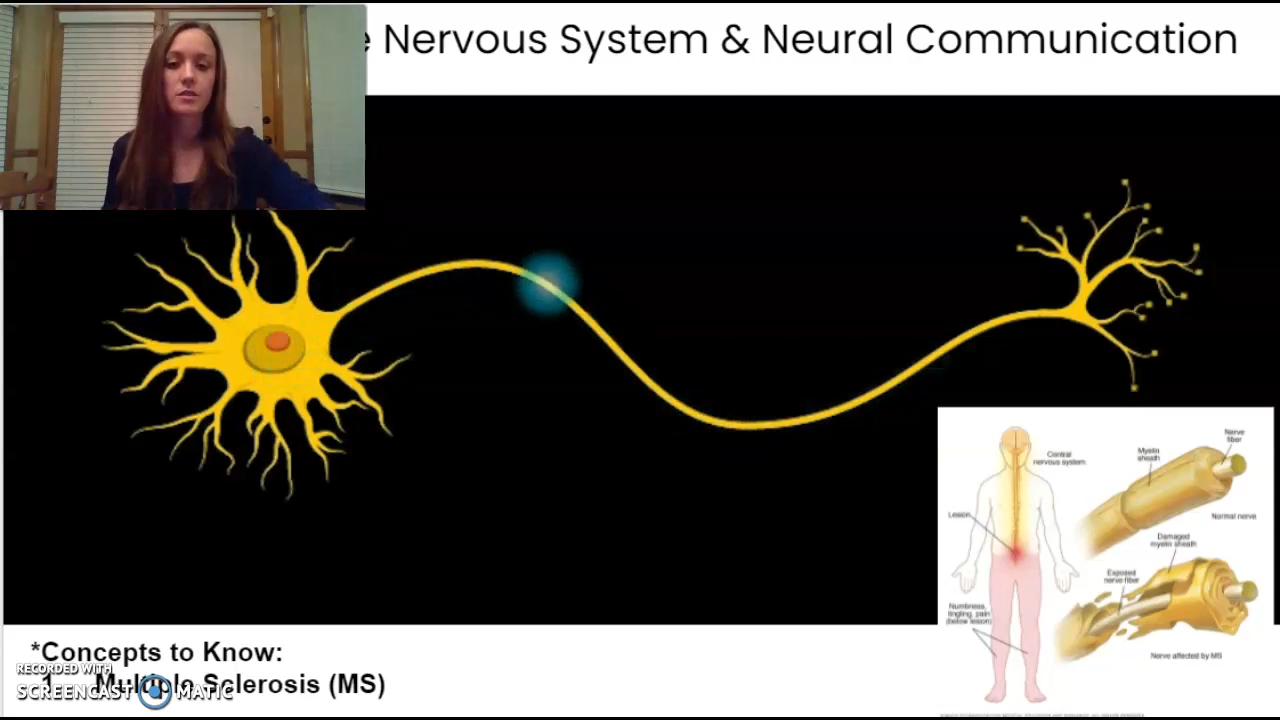 e Nervous System & Neural Communication
Nerve
fiber
Myelin
sheath
Central
nervous system
Lesion
Normal nerve
Damaged
myelin sheath
Exposed
nerve fiber
Numbness,
tingling, pain
(below lesion)
Nerve affected by MS
*Concepts to Know:
RECORDED WITH
1. Multiple Sclerosis (MS)
SCREENCAST MATIC